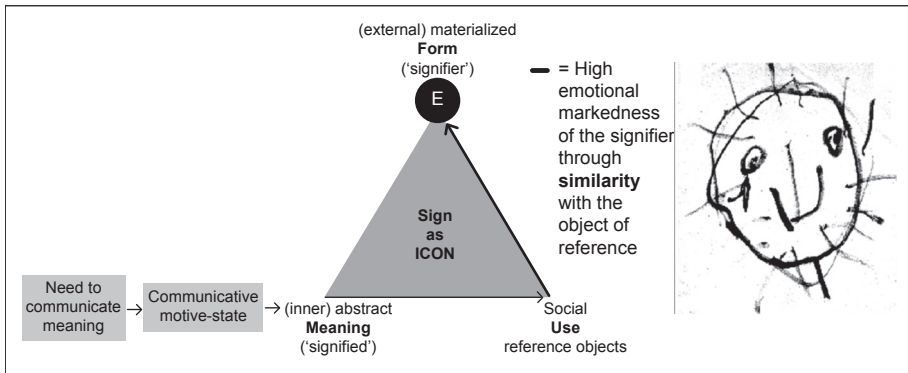 (external) materialized
Form
('signifier')
E
= High
emotional
markedness
of the signifier
through
similarity
with the
object of
reference
Sign
as
ICON
Need to
communicate
meaning
Communicative
motive-state
(inner) abstract
Meaning
('signified')
Social
Use
reference objects